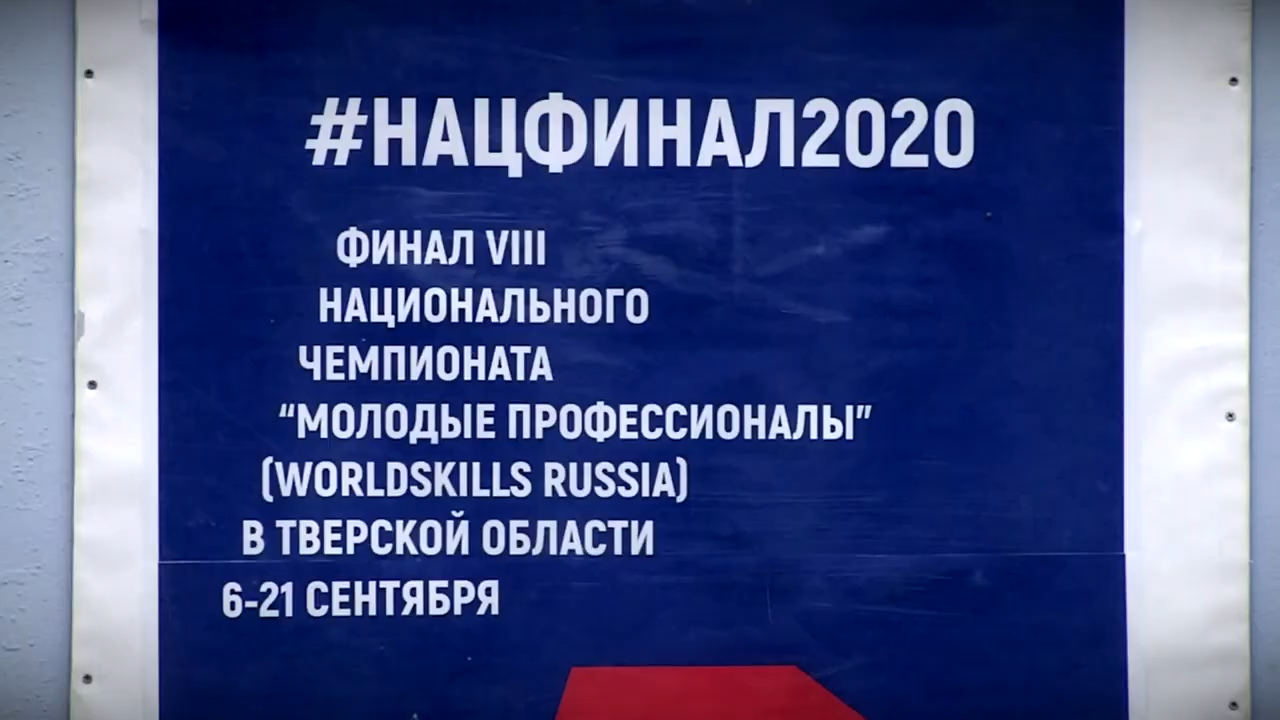 #НАЦФИНАЛ2020
ФИНАЛ VIII
НАЦИОНАЛЬНОГО
ЧЕМПИОНАТА
“МОЛОДЫЕ ПРОФЕССИОНАЛЫ”
(WORLDSKILLS RUSSIA)
В ТВЕРСКОЙ ОБЛАСТИ
6-21 СЕНТЯБРЯ